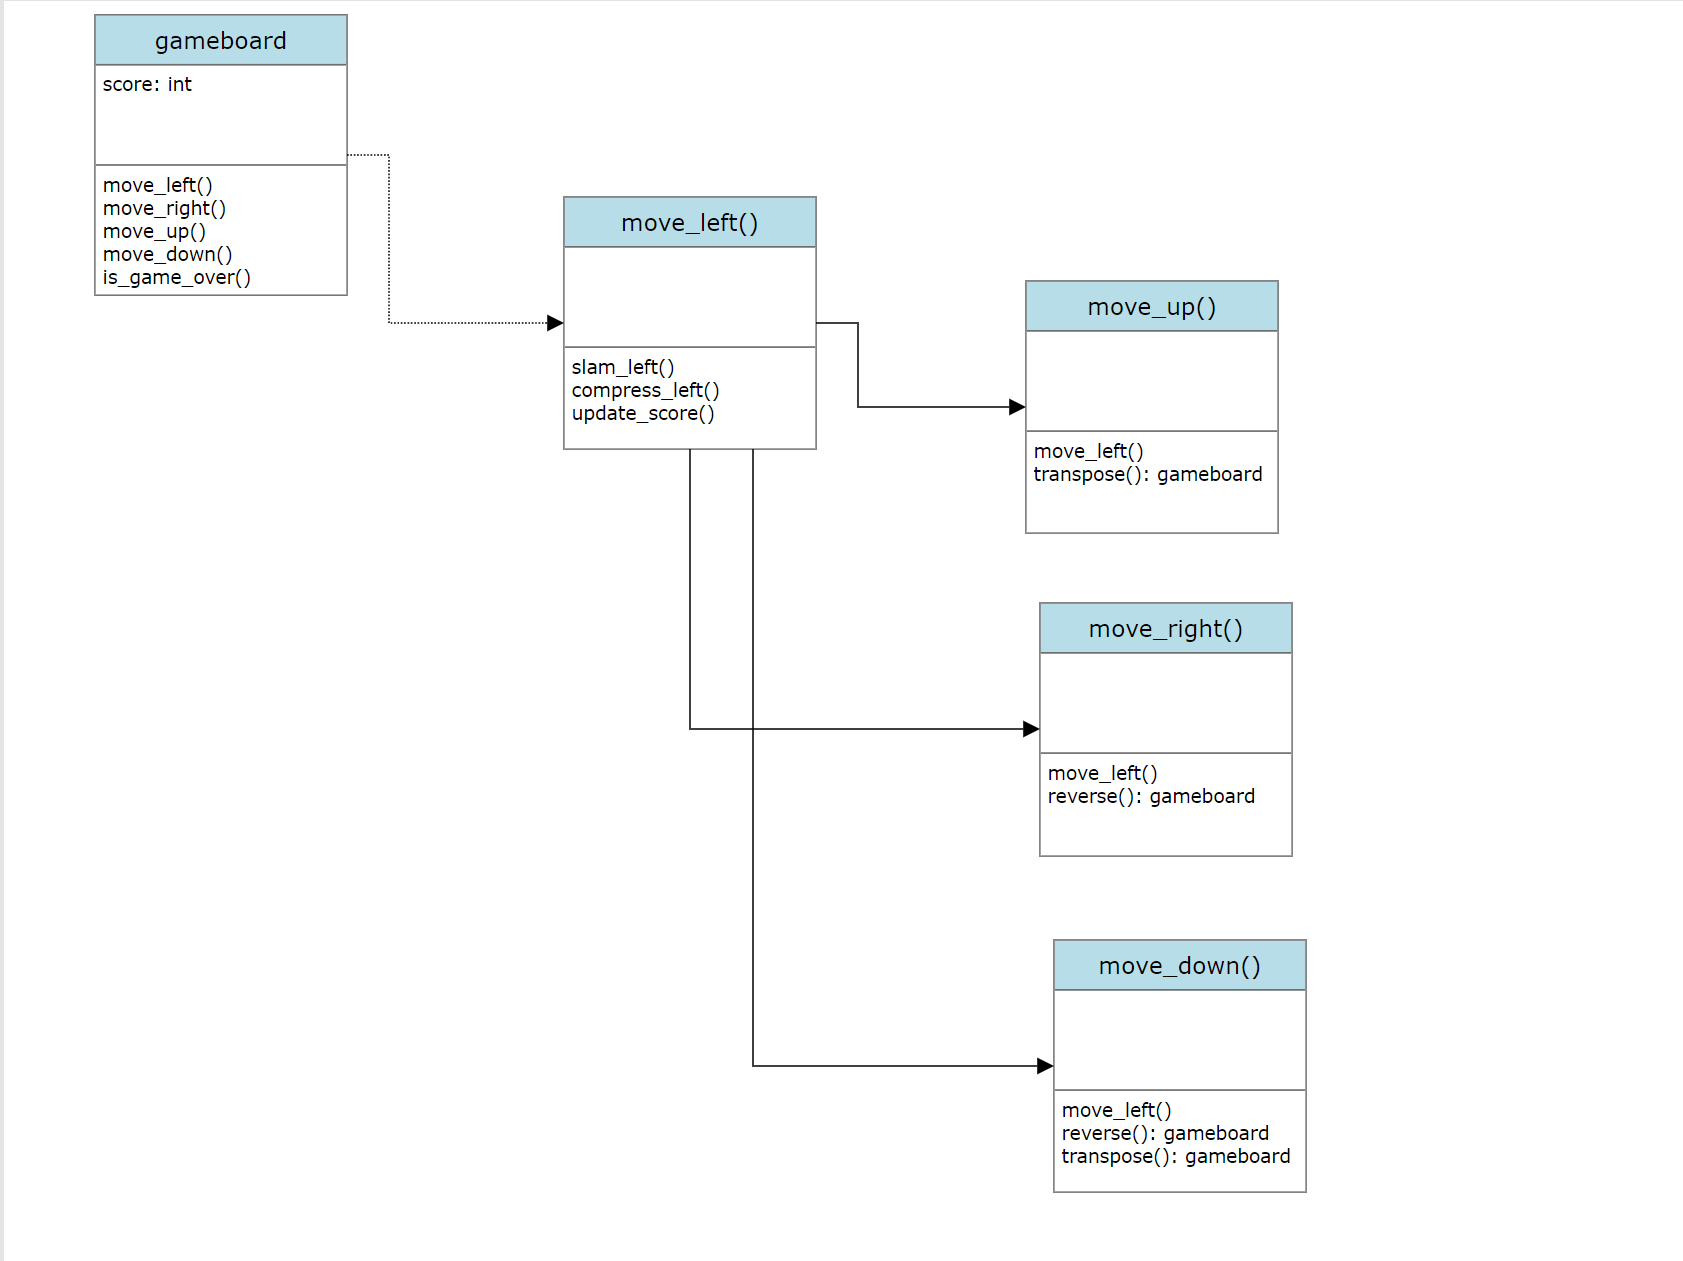 gameboard
score: int
move_left()
move_right()
move_up()
move_down()
is_game_over()
move_left()
slam_left()
compress_left()
update_score()
move_up()
move_left()
transpose(): gameboard
move_right()
move_left()
reverse(): gameboard
move_down()
move_left()
reverse(): gameboard
transpose(): gameboard